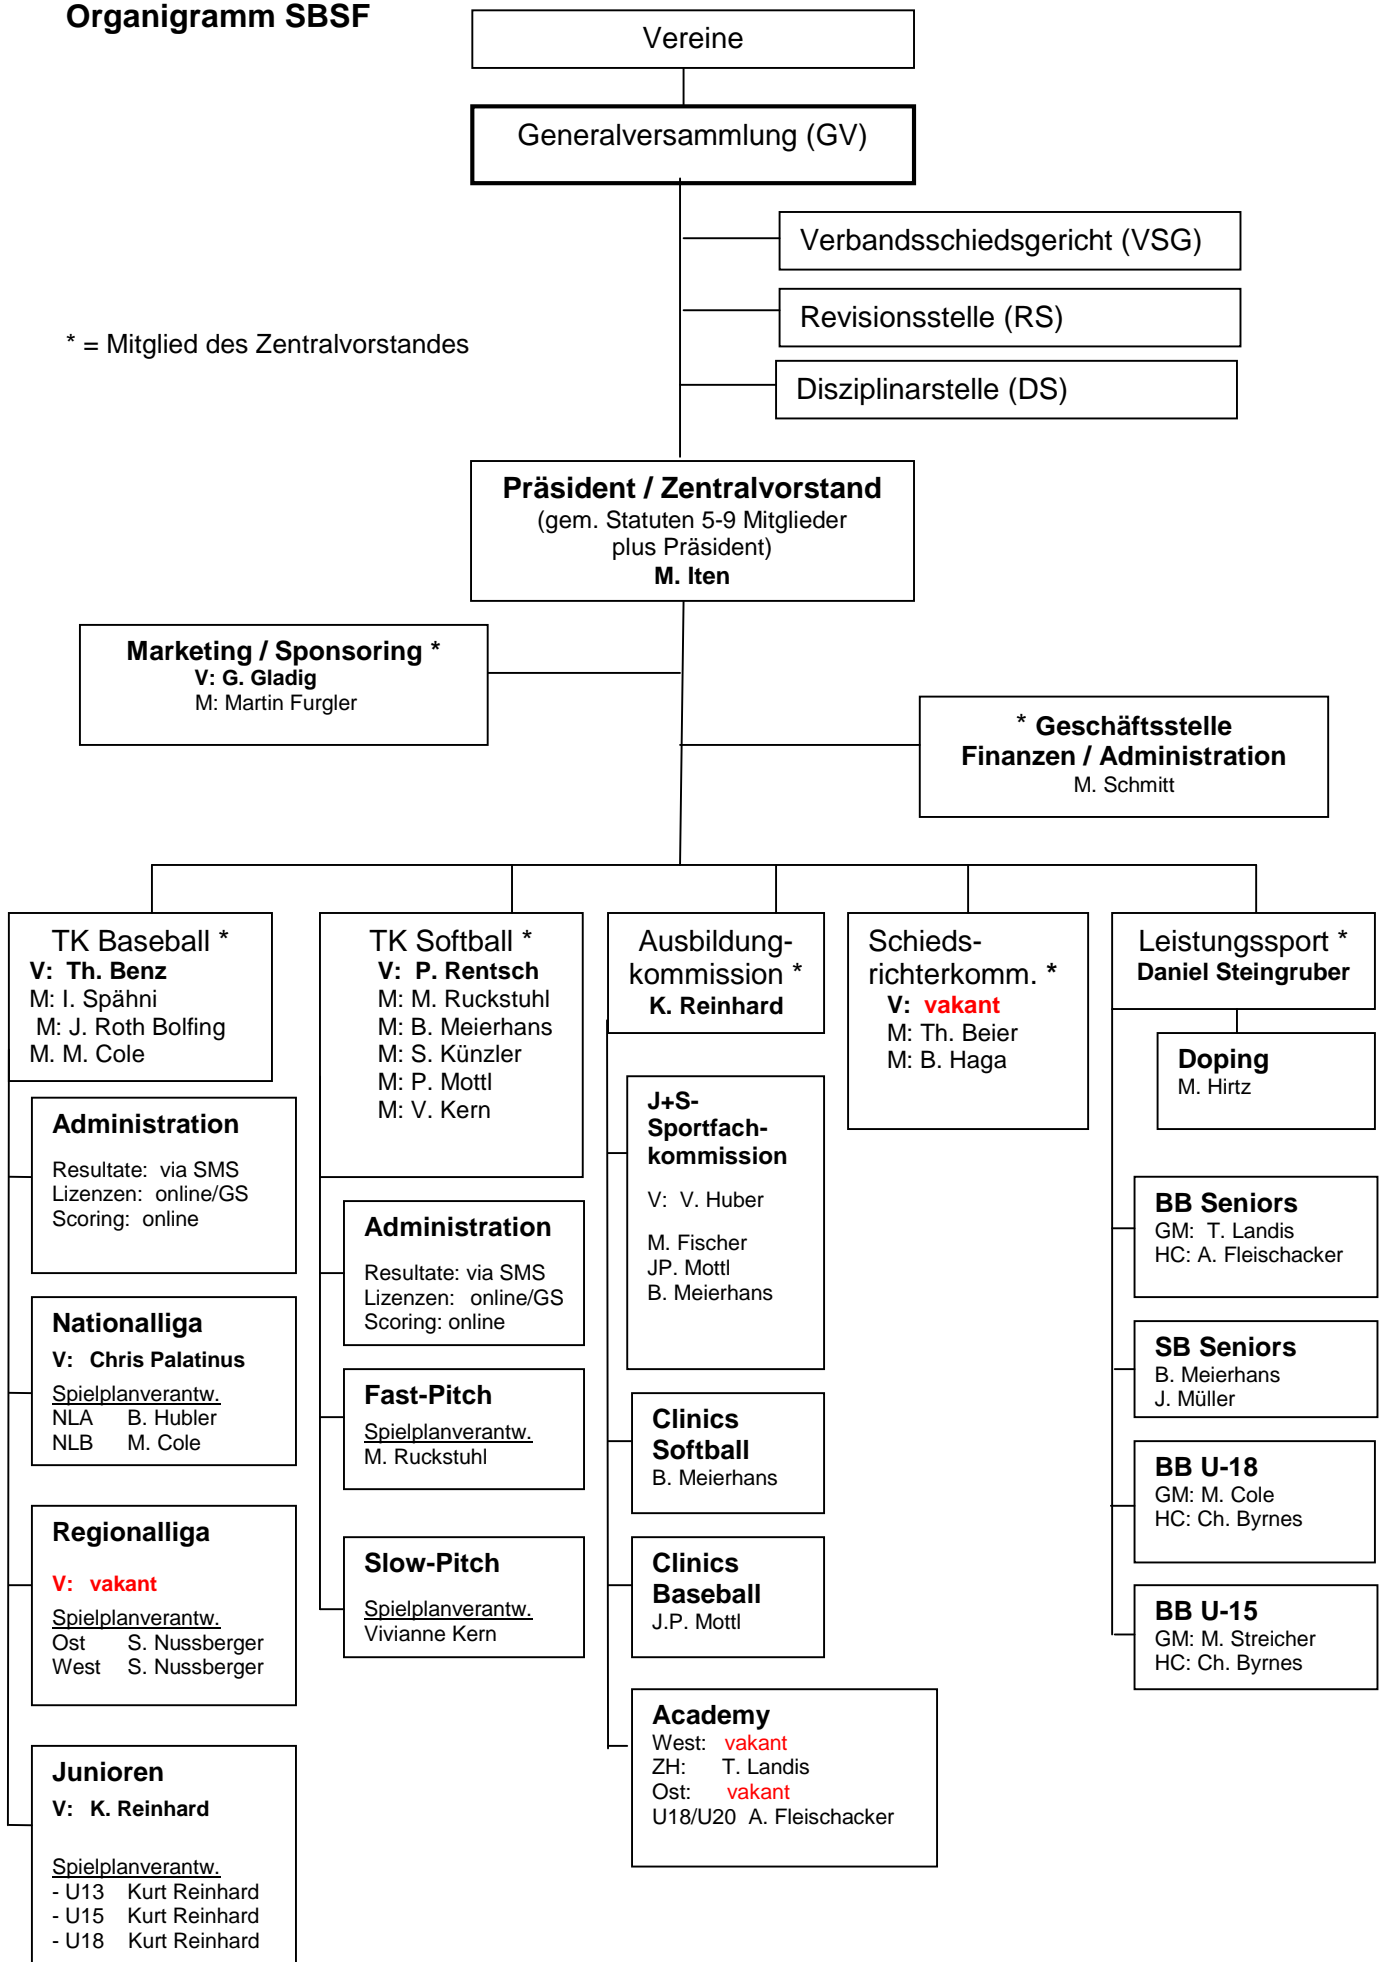 Organigramm SBSF
Vereine
Generalversammlung (GV)
Verbandsschiedsgericht (VSG)
Revisionsstelle (RS)
* = Mitglied des Zentralvorstandes
Disziplinarstelle (DS)
Präsident / Zentralvorstand
(gem. Statuten 5-9 Mitglieder
plus Präsident)
M. Iten
Marketing / Sponsoring *
V: G. Gladig
M: Martin Furgler
* Geschäftsstelle
Finanzen / Administration
M. Schmitt
TK Baseball *
V: Th. Benz
M: I. Spähni
M: J. Roth Bolfing
M. M. Cole
Administration
Resultate: via SMS
Lizenzen: online/GS
Scoring: online
Nationalliga
V: Chris Palatinus
Spielplanverantw.
NLA B. Hubler
NLB M. Cole
Regionalliga
V: vakant
Spielplanverantw.
Ost S. Nussberger
West S. Nussberger
Junioren
V: K. Reinhard
Spielplanverantw.
- U13 Kurt Reinhard
- U15 Kurt Reinhard
- U18 Kurt Reinhard
TK Softball *
V: P. Rentsch
M: M. Ruckstuhl
M: B. Meierhans
M: S. Künzler
M: P. Mottl
M: V. Kern
Administration
Resultate: via SMS
Lizenzen: online/GS
Scoring: online
Fast-Pitch
Spielplanverantw.
M. Ruckstuhl
Slow-Pitch
Spielplanverantw.
Vivianne Kern
Ausbildung-
kommission *
K. Reinhard
J+S-
Sportfach-
kommission
V: V. Huber
M. Fischer
JP. Mottl
B. Meierhans
Clinics
Softball
B. Meierhans
Clinics
Baseball
J.P. Mottl
Academy
West: vakant
ZH: T. Landis
Ost: vakant
U18/U20 A. Fleischacker
Schieds-
richterkomm. *
V: vakant
M: Th. Beier
M: B. Haga
Leistungssport *
Daniel Steingruber
Doping
M. Hirtz
BB Seniors
GM: T. Landis
HC: A. Fleischacker
SB Seniors
B. Meierhans
J. Müller
BB U-18
GM: M. Cole
HC: Ch. Byrnes
BB U-15
GM: M. Streicher
HC: Ch. Byrnes